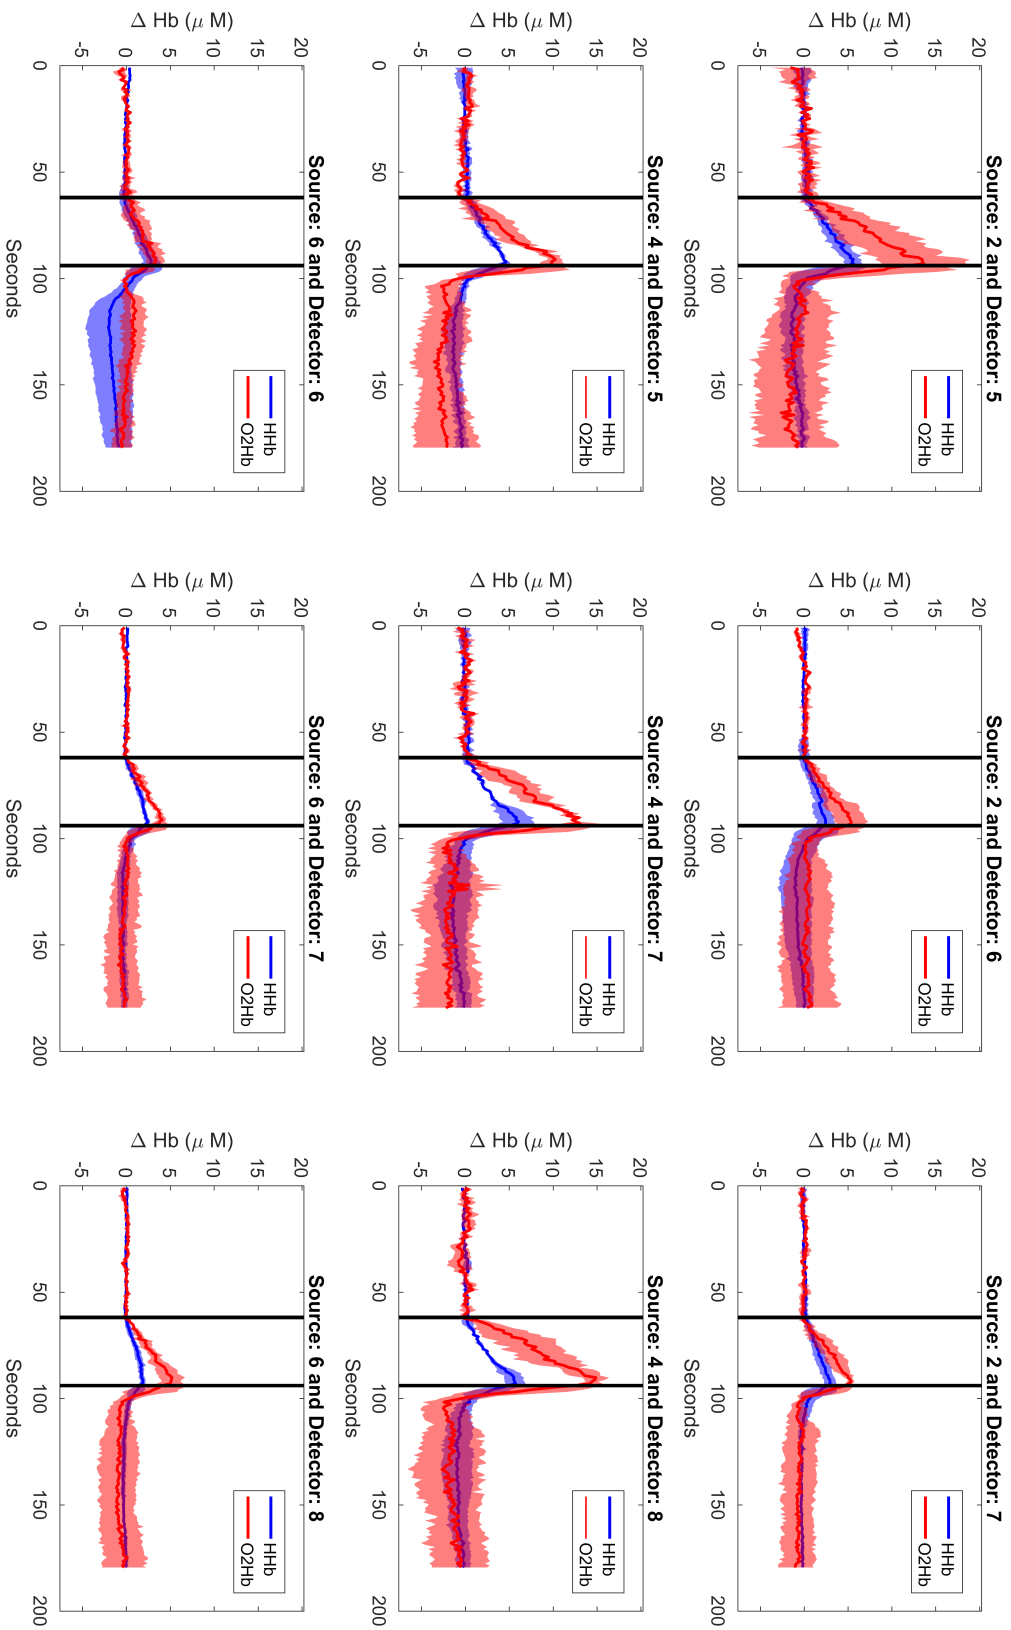 Source: 2 and Detector: 5
20
15
10
5
0
-5
Δ Hb (μ M)
0
50
100
150
200
Seconds
HHb
O2Hb
Source: 2 and Detector: 6
20
15
10
5
0
-5
Δ Hb (μ M)
0
50
100
150
200
Seconds
HHb
O2Hb
Source: 2 and Detector: 7
20
15
10
5
0
-5
Δ Hb (μ M)
0
50
100
150
200
Seconds
HHb
O2Hb
Source: 4 and Detector: 5
20
15
10
5
0
-5
Δ Hb (μ M)
0
50
100
150
200
Seconds
HHb
O2Hb
Source: 4 and Detector: 7
20
15
10
5
0
-5
Δ Hb (μ M)
0
50
100
150
200
Seconds
HHb
O2Hb
Source: 4 and Detector: 8
20
15
10
5
0
-5
Δ Hb (μ M)
0
50
100
150
200
Seconds
HHb
O2Hb
Source: 6 and Detector: 6
20
15
10
5
0
-5
Δ Hb (μ M)
0
50
100
150
200
Seconds
HHb
O2Hb
Source: 6 and Detector: 7
20
15
10
5
0
-5
Δ Hb (μ M)
0
50
100
150
200
Seconds
HHb
O2Hb
Source: 6 and Detector: 8
20
15
10
5
0
-5
Δ Hb (μ M)
0
50
100
150
200
Seconds
HHb
O2Hb